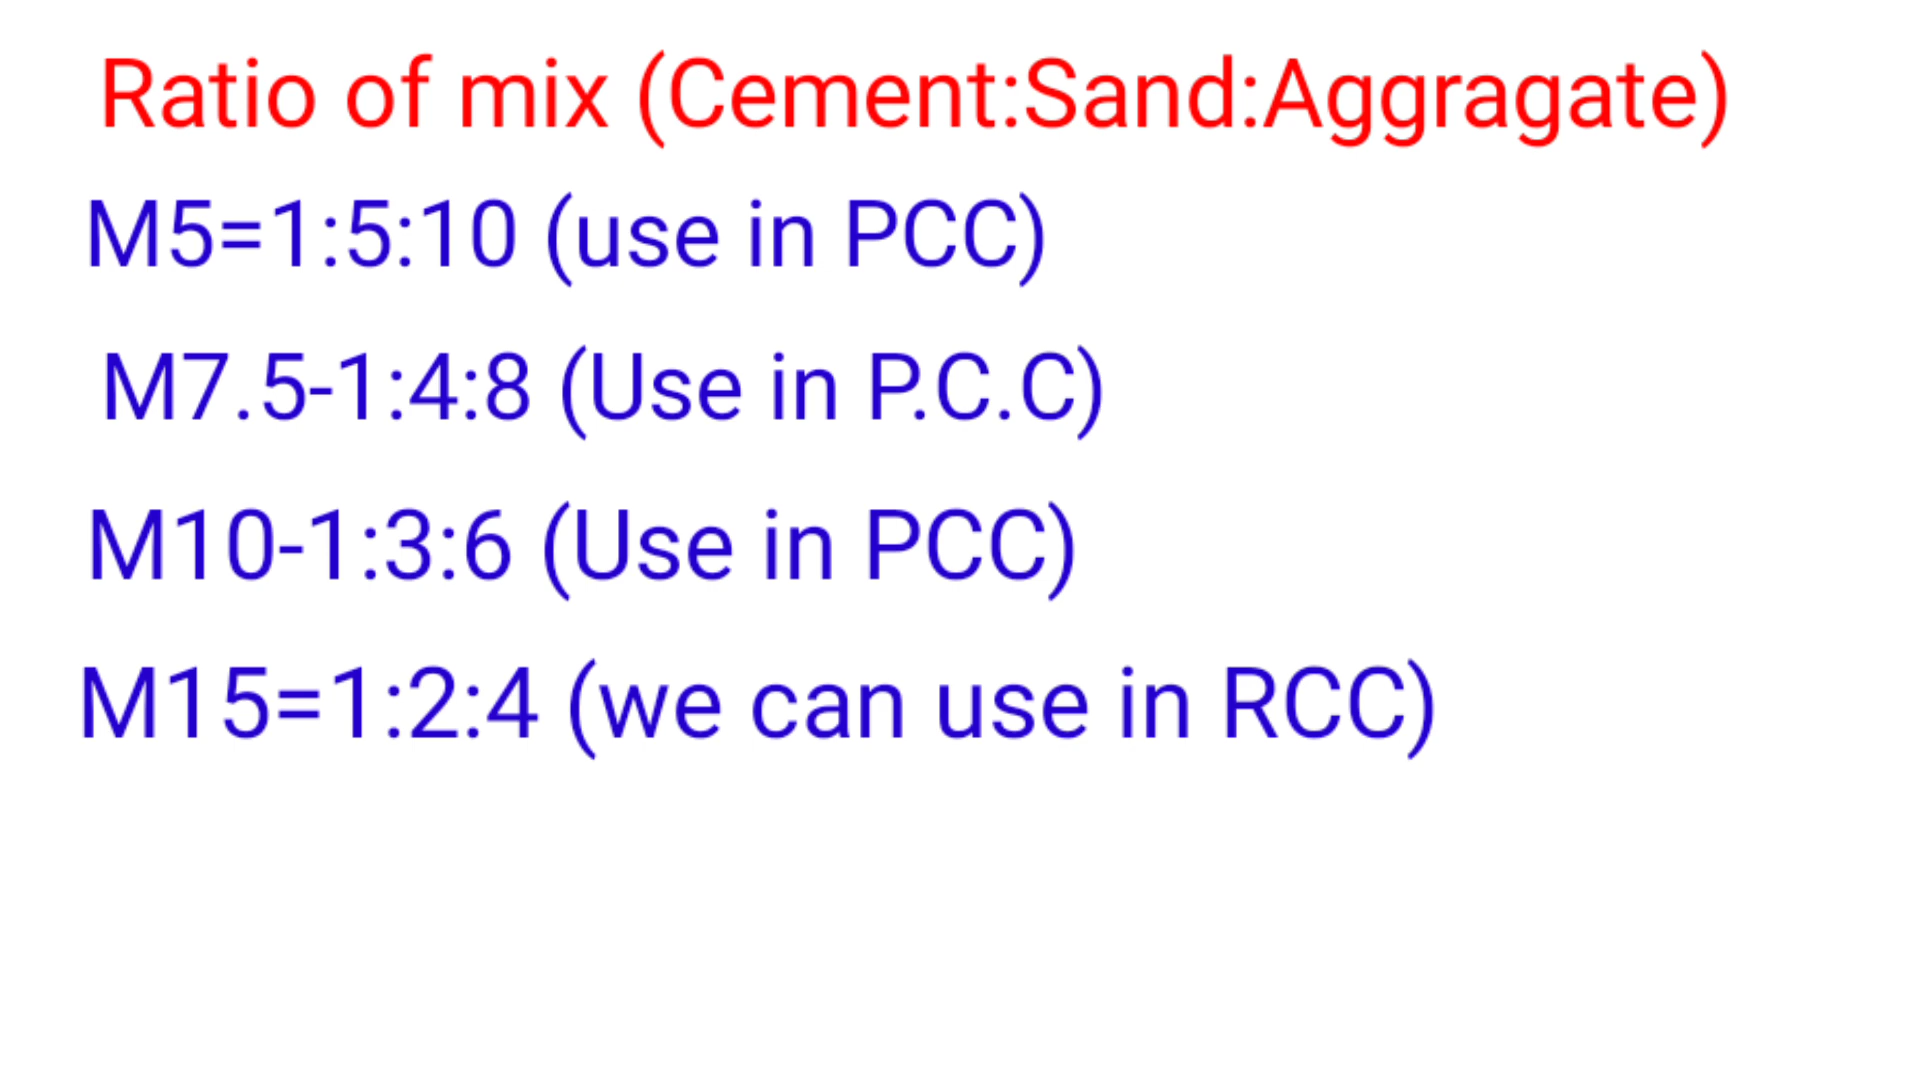 Ratio of mix (Cement:Sand:Aggragate)
M5=1:5:10 (use in PCC)
M7.5-1:4:8 (Use in P.C.C)
M10-1:3:6 (Use in PCC)
M15=1:2:4 (we can use in RCC)